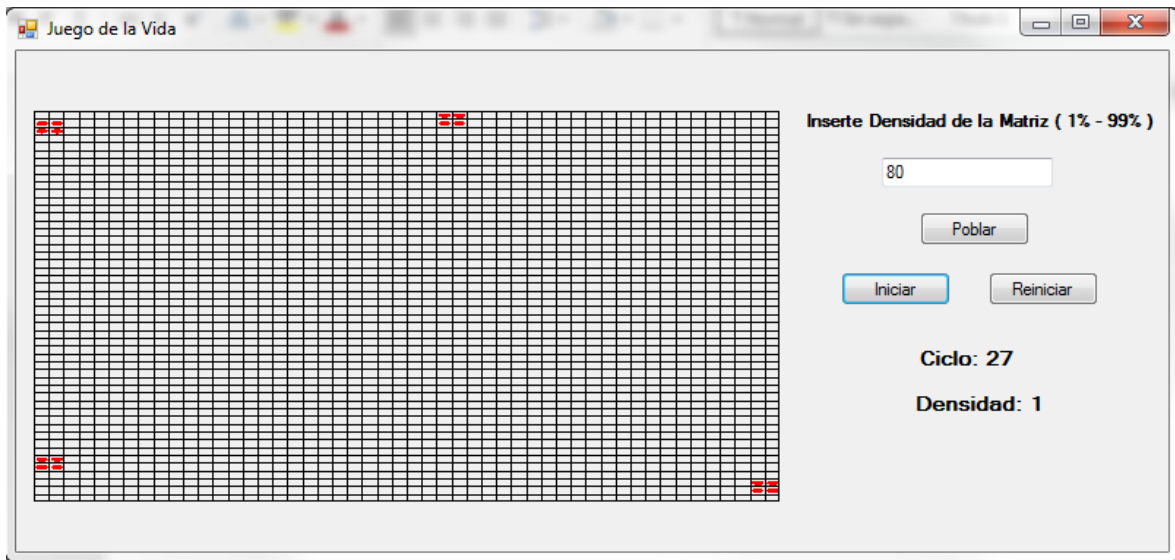 Juego de la Vida
Inserte Densidad de la Matriz ( 1% - 99% )
80
Poblar
Iniciar
Reiniciar
Ciclo: 27
Densidad: 1